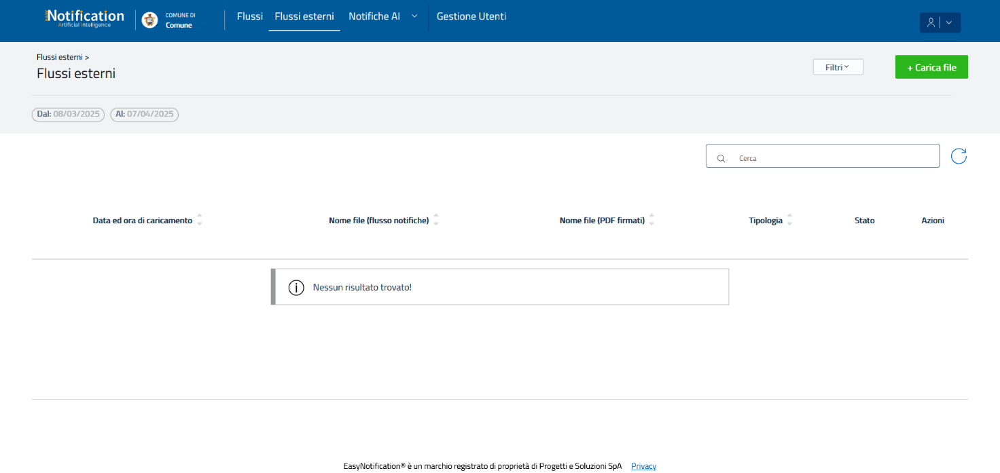 EASY Notification
Artificial Intelligence
COMUNE DI
Comune
Flussi
Flussi esterni
Notifiche AI
Gestione Utenti
Flussi esterni >
Flussi esterni
Filtri
+ Carica file
Dal: 08/03/2025
Al: 07/04/2025
Cerca
Data ed ora di caricamento
Nome file (flusso notifiche)
Nome file (PDF firmati)
Tipologia
Stato
Azioni
Nessun risultato trovato!
EasyNotification® è un marchio registrato di proprietà di Progetti e Soluzioni SpA Privacy